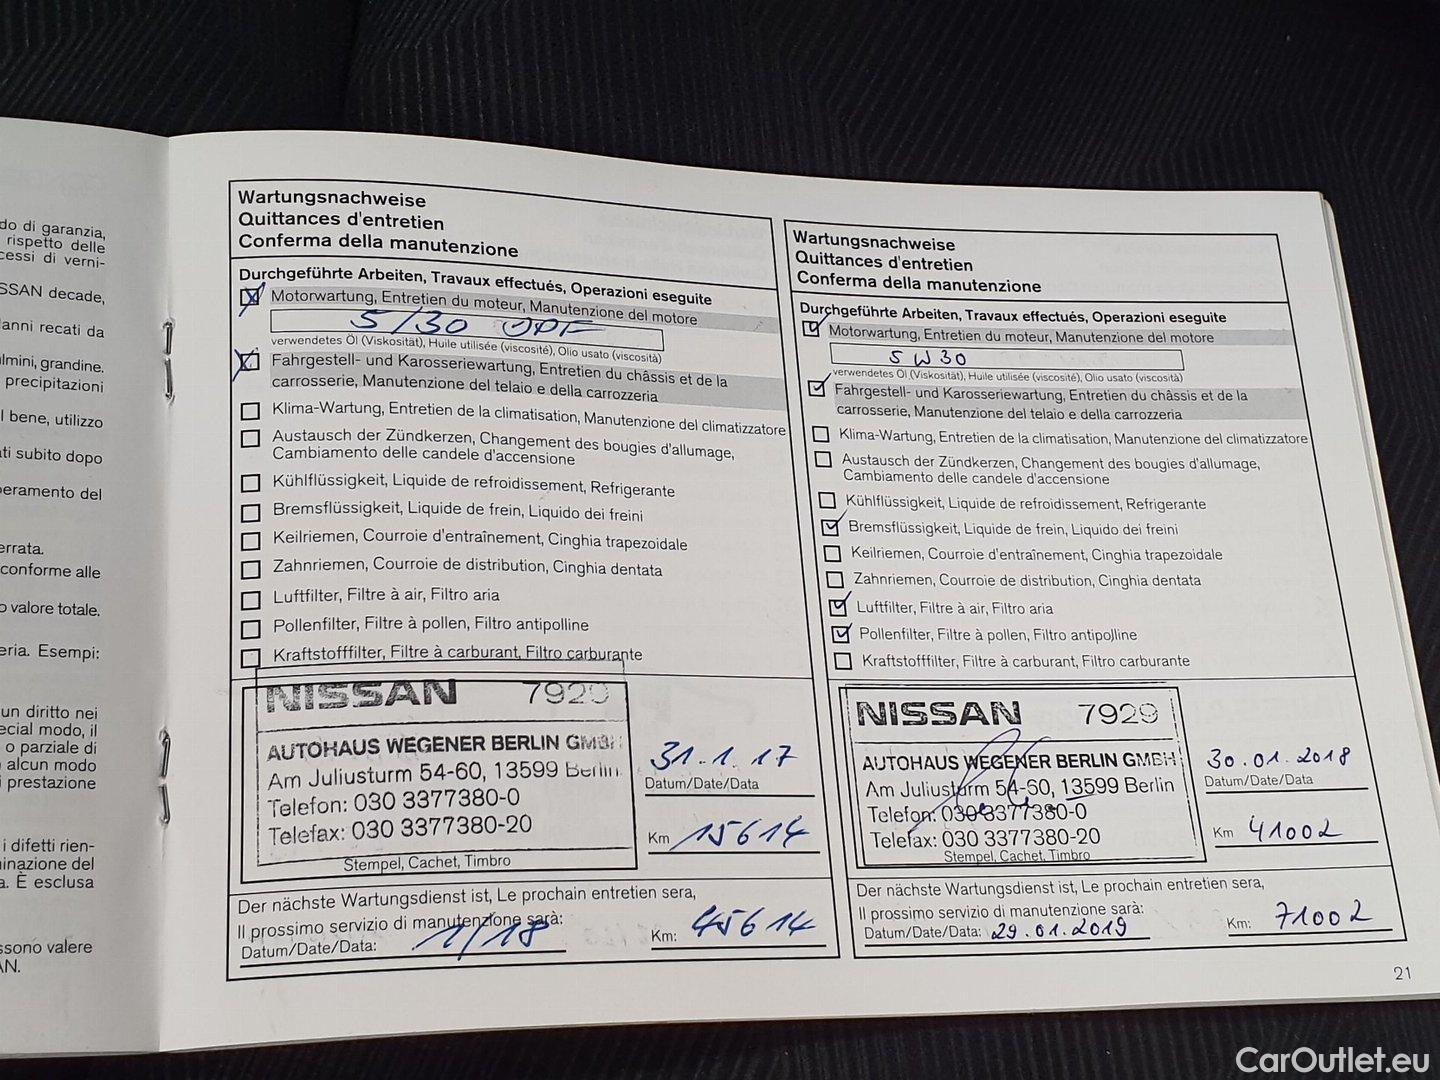 do di garanzia,
rispetto delle
cessi di verni-
SSAN decade,
danni recati da
lmini, grandine.
precipitazioni
l bene, utilizzo
ati subito dopo
peramento del
errata.
conforme alle
o valore totale.
eria. Esempi:
un diritto nei
ecial modo, il
o parziale di
alcun modo
i prestazione
i difetti rien-
minazione del
a. È esclusa
ssono valere
AN.
Wartungsnachweise
Quittances d'entretien
Conferma della manutenzione
Durchgeführte Arbeiten, Travaux effectués, Operazioni eseguite
Motorwartung, Entretien du moteur, Manutenzione del motore
5/30 DPF
verwendetes Öl (Viskosität), Huile utilisée (viscosité), Olio usato (viscosità)
Fahrgestell- und Karosseriewartung, Entretien du châssis et de la
carrosserie, Manutenzione del telaio e della carrozzeria
Klima-Wartung, Entretien de la climatisation, Manutenzione del climatizzatore
Austausch der Zündkerzen, Changement des bougies d'allumage,
Cambiamento delle candele d'accensione
Kühlflüssigkeit, Liquide de refroidissement, Refrigerante
Bremsflüssigkeit, Liquide de frein, Liquido dei freini
Keilriemen, Courroie d'entraînement, Cinghia trapezoidale
Zahnriemen, Courroie de distribution, Cinghia dentata
Luftfilter, Filtre à air, Filtro aria
Pollenfilter, Filtre à pollen, Filtro antipolline
Kraftstofffilter, Filtre à carburant, Filtro carburante
NISSAN 7929
AUTOHAUS WEGENER BERLIN GMBH
Am Juliusturm 54-60, 13599 Berlin
Telefon: 030 3377380-0
Telefax: 030 3377380-20
Stempel, Cachet, Timbro
31.1.17
Datum/Date/Data
Km 15614
Der nächste Wartungsdienst ist, Le prochain entretien sera,
Il prossimo servizio di manutenzione sarà:
Datum/Date/Data: 1/18 Km: 45614
Wartungsnachweise
Quittances d'entretien
Conferma della manutenzione
Durchgeführte Arbeiten, Travaux effectués, Operazioni eseguite
Motorwartung, Entretien du moteur, Manutenzione del motore
5W30
verwendetes Öl (Viskosität), Huile utilisée (viscosité), Olio usato (viscosità)
Fahrgestell- und Karosseriewartung, Entretien du châssis et de la
carrosserie, Manutenzione del telaio e della carrozzeria
Klima-Wartung, Entretien de la climatisation, Manutenzione del climatizzatore
Austausch der Zündkerzen, Changement des bougies d'allumage,
Cambiamento delle candele d'accensione
Kühlflüssigkeit, Liquide de refroidissement, Refrigerante
Bremsflüssigkeit, Liquide de frein, Liquido dei freini
Keilriemen, Courroie d'entraînement, Cinghia trapezoidale
Zahnriemen, Courroie de distribution, Cinghia dentata
Luftfilter, Filtre à air, Filtro aria
Pollenfilter, Filtre à pollen, Filtro antipolline
Kraftstofffilter, Filtre à carburant, Filtro carburante
NISSAN 7929
AUTOHAUS WEGENER BERLIN GMBH
Am Juliusturm 54-60, 13599 Berlin
Telefon: 030 3377380-0
Telefax: 030 3377380-20
Stempel, Cachet, Timbro
30.01.2018
Datum/Date/Data
Km 41002
Der nächste Wartungsdienst ist, Le prochain entretien sera,
Il prossimo servizio di manutenzione sarà:
Datum/Date/Data: 29.01.2019 Km: 71002
21
CarOutlet.eu